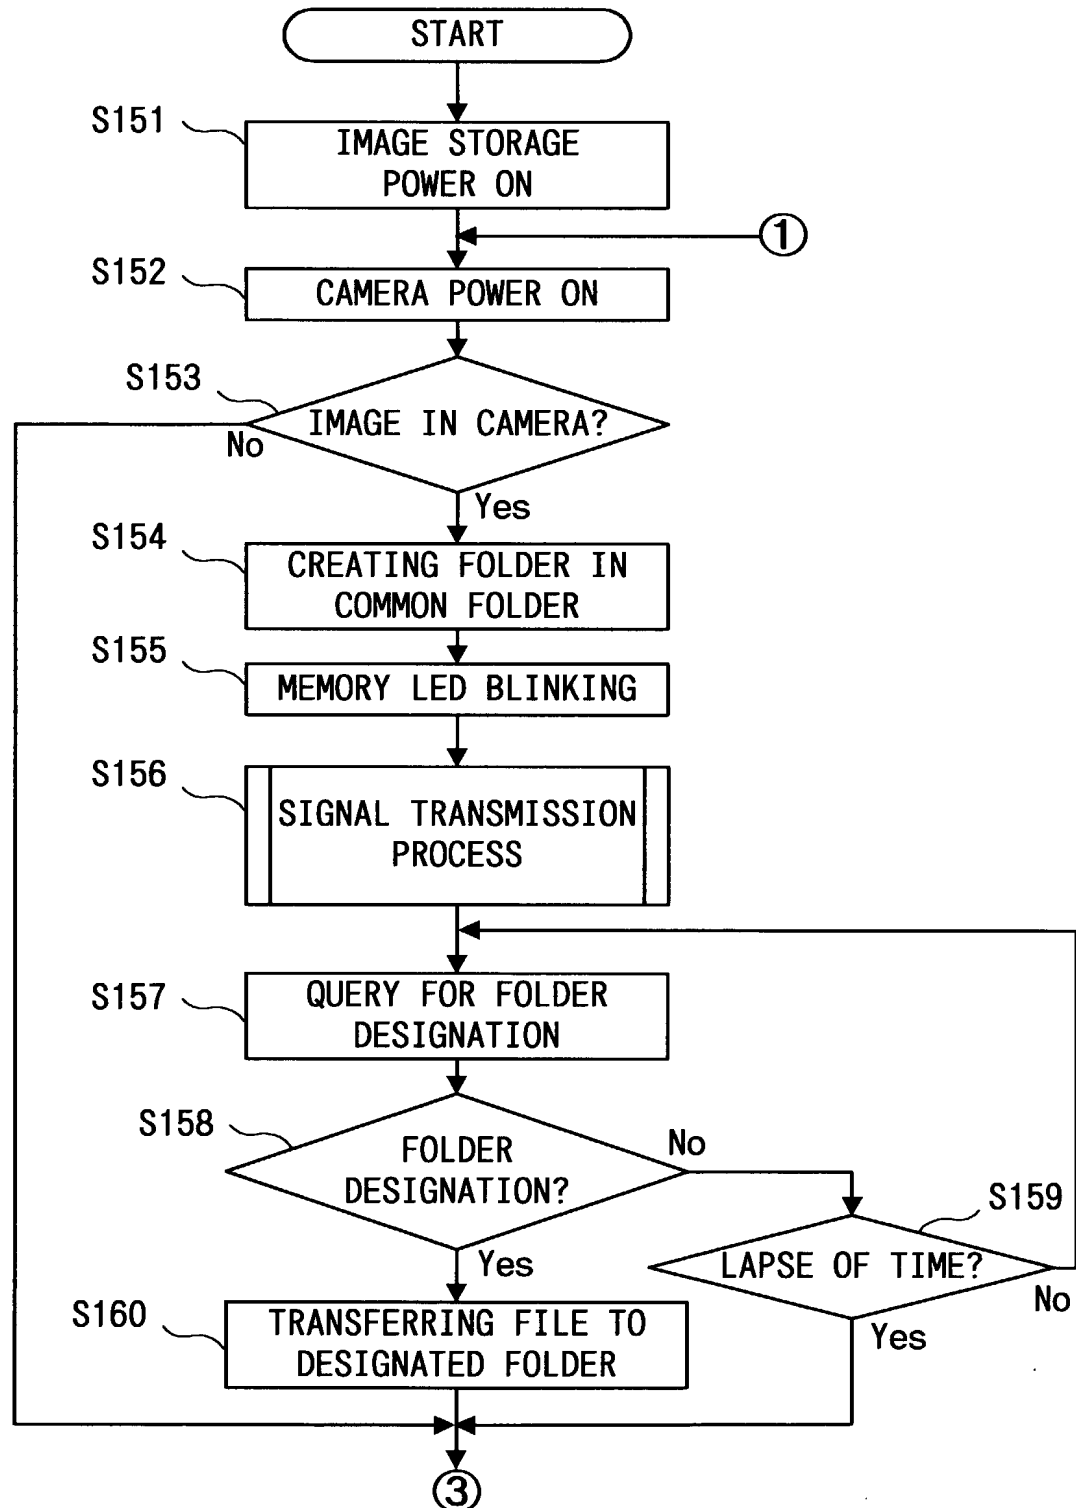 START
S151
IMAGE STORAGE
POWER ON
①
S152
CAMERA POWER ON
S153
IMAGE IN CAMERA?
No
Yes
S154
CREATING FOLDER IN
COMMON FOLDER
S155
MEMORY LED BLINKING
S156
SIGNAL TRANSMISSION
PROCESS
S157
QUERY FOR FOLDER
DESIGNATION
S158
FOLDER
DESIGNATION?
No
Yes
S159
LAPSE OF TIME?
No
Yes
S160
TRANSFERRING FILE TO
DESIGNATED FOLDER
③